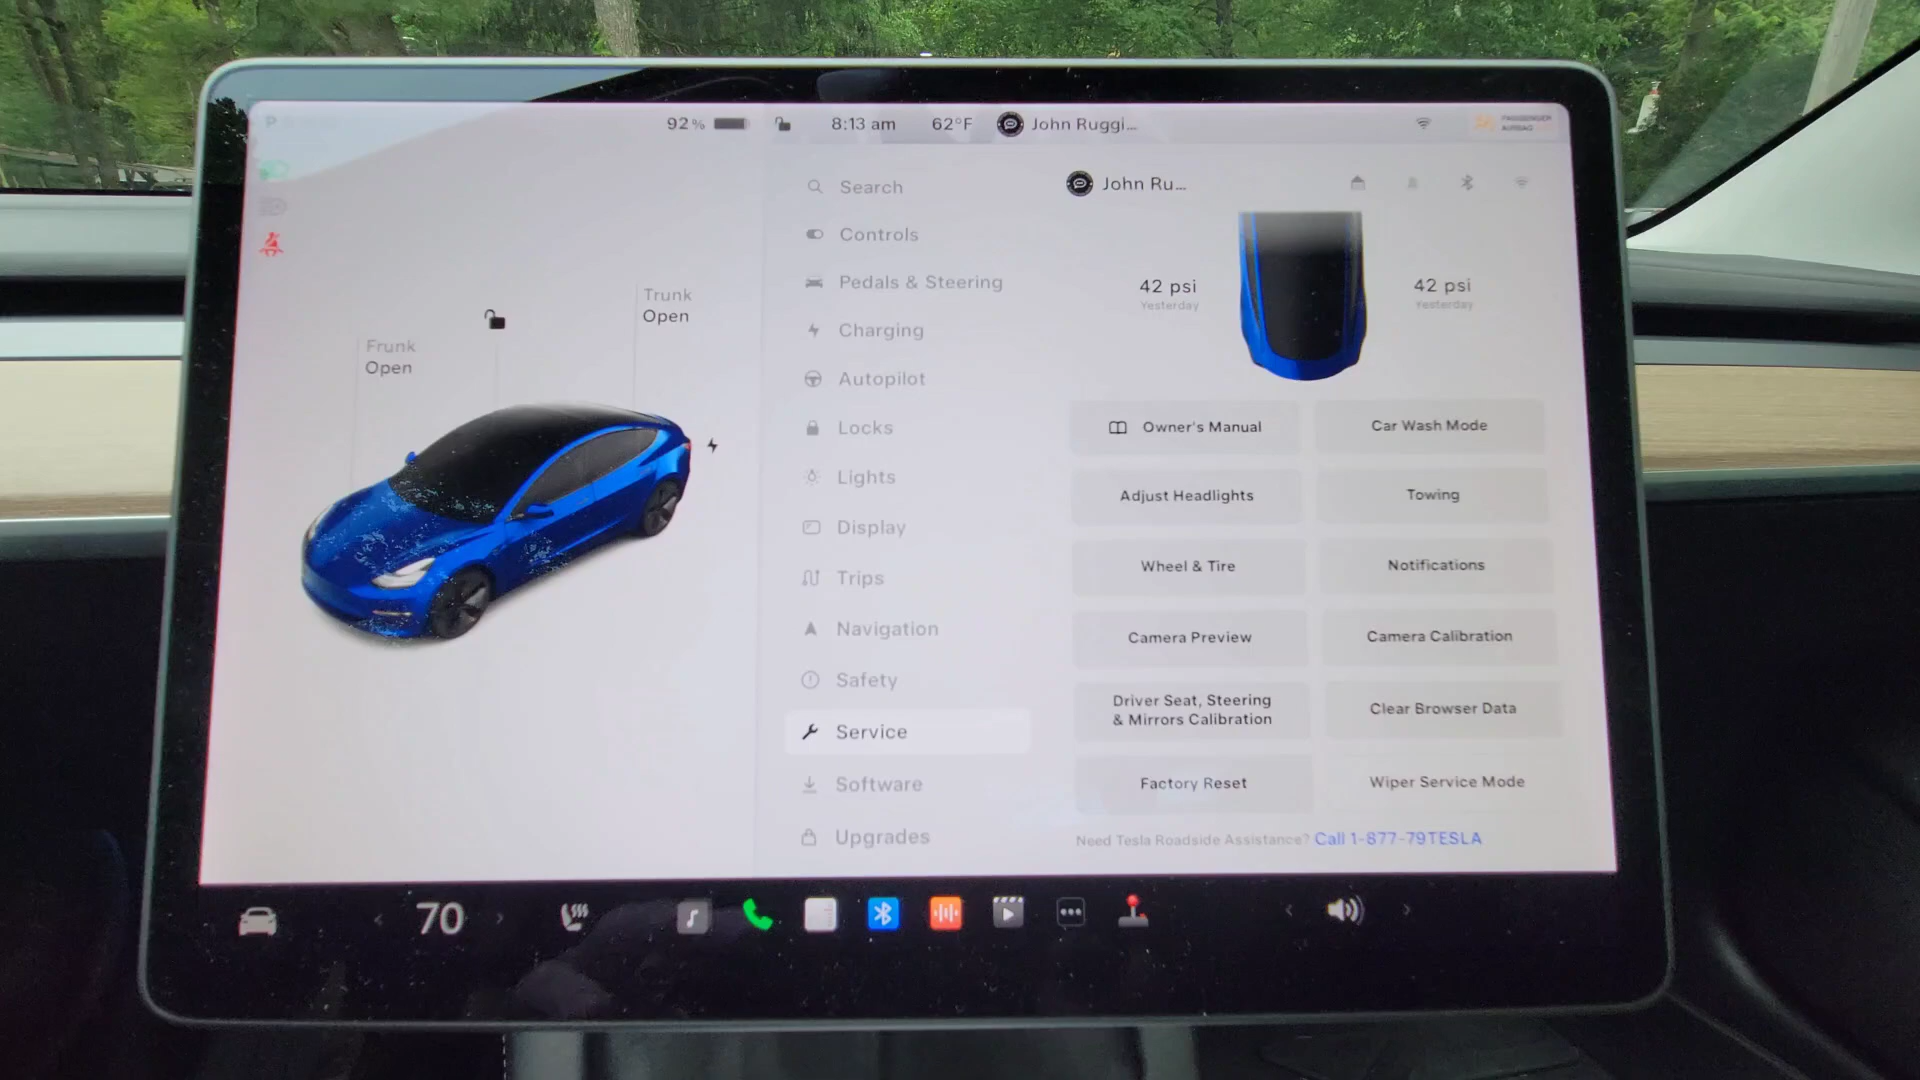 P
92 %
8:13 am
62°F
John Ruggi...
PASSENGER
AIRBAG
Frunk
Open
Trunk
Open
Search
Controls
Pedals & Steering
Charging
Autopilot
Locks
Lights
Display
Trips
Navigation
Safety
Service
Software
Upgrades
John Ru...
42 psi
Yesterday
42 psi
Yesterday
Owner's Manual
Car Wash Mode
Adjust Headlights
Towing
Wheel & Tire
Notifications
Camera Preview
Camera Calibration
Driver Seat, Steering
& Mirrors Calibration
Clear Browser Data
Factory Reset
Wiper Service Mode
Need Tesla Roadside Assistance? Call 1-877-79TESLA
70